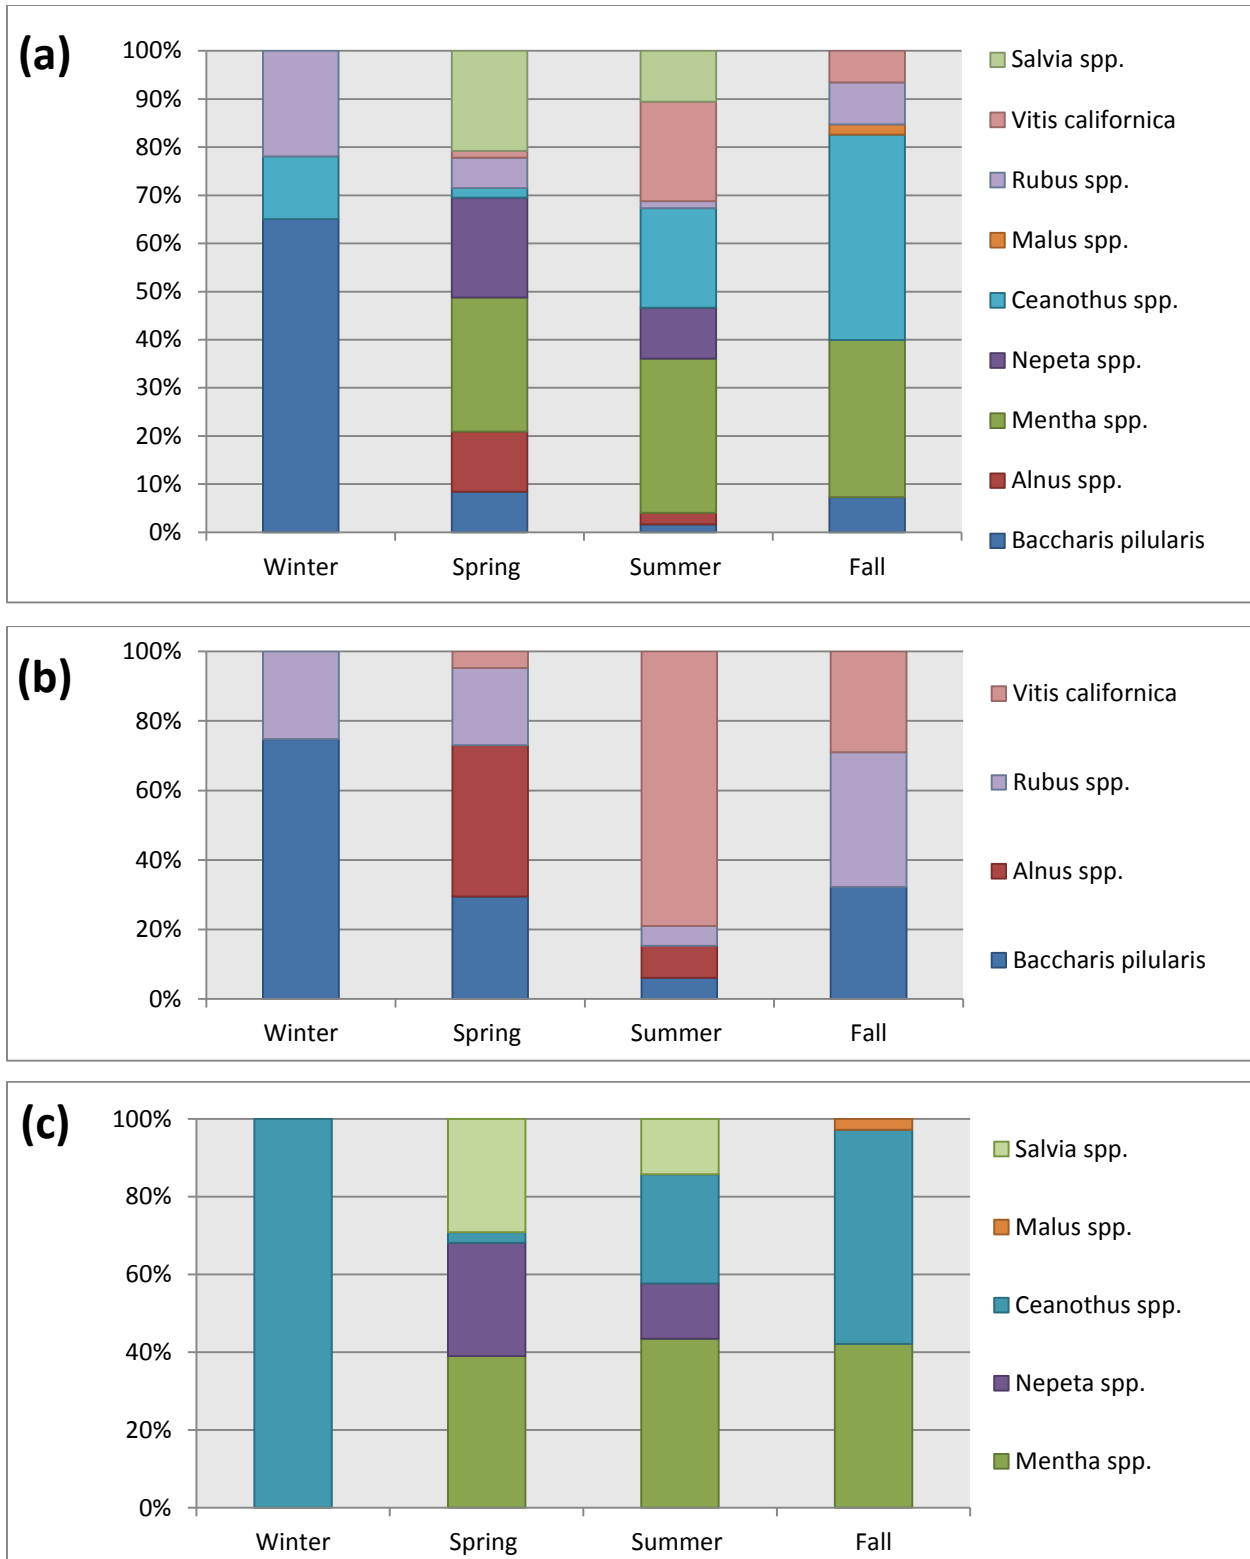 (a)
100%
90%
80%
70%
60%
50%
40%
30%
20%
10%
0%
Winter
Spring
Summer
Fall
Salvia spp.
Vitis californica
Rubus spp.
Malus spp.
Ceanothus spp.
Nepeta spp.
Mentha spp.
Alnus spp.
Baccharis pilularis
(b)
100%
80%
60%
40%
20%
0%
Winter
Spring
Summer
Fall
Vitis californica
Rubus spp.
Alnus spp.
Baccharis pilularis
(c)
100%
80%
60%
40%
20%
0%
Winter
Spring
Summer
Fall
Salvia spp.
Malus spp.
Ceanothus spp.
Nepeta spp.
Mentha spp.